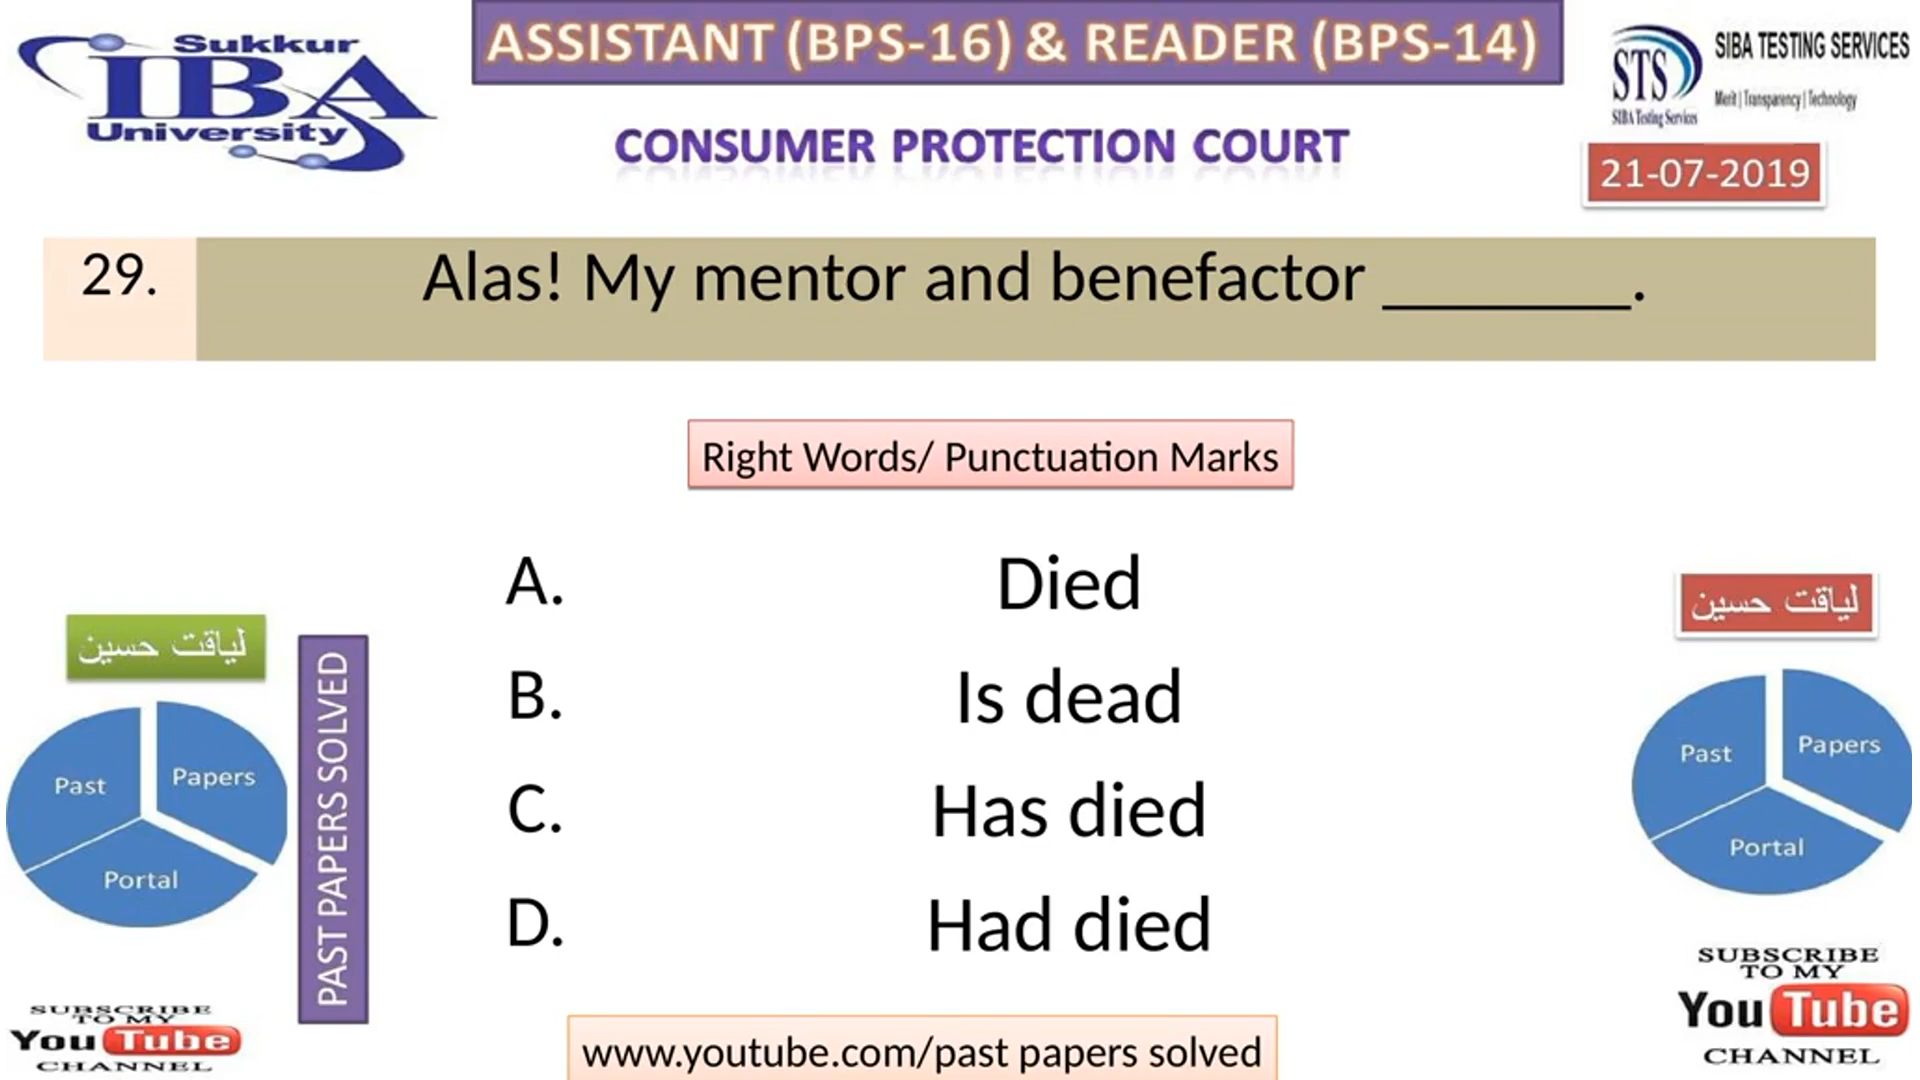 Sukkur
IBA
University
ASSISTANT (BPS-16) & READER (BPS-14)
CONSUMER PROTECTION COURT
STS
SIBA Testing Services
SIBA TESTING SERVICES
Merit | Transparency | Technology
21-07-2019
29. Alas! My mentor and benefactor _______.
Right Words/ Punctuation Marks
A. Died
B. Is dead
C. Has died
D. Had died
لیاقت حسین
Past
Papers
Portal
PAST PAPERS SOLVED
SUBSCRIBE
TO MY
YouTube
CHANNEL
لیاقت حسین
Past
Papers
Portal
SUBSCRIBE
TO MY
YouTube
CHANNEL
www.youtube.com/past papers solved